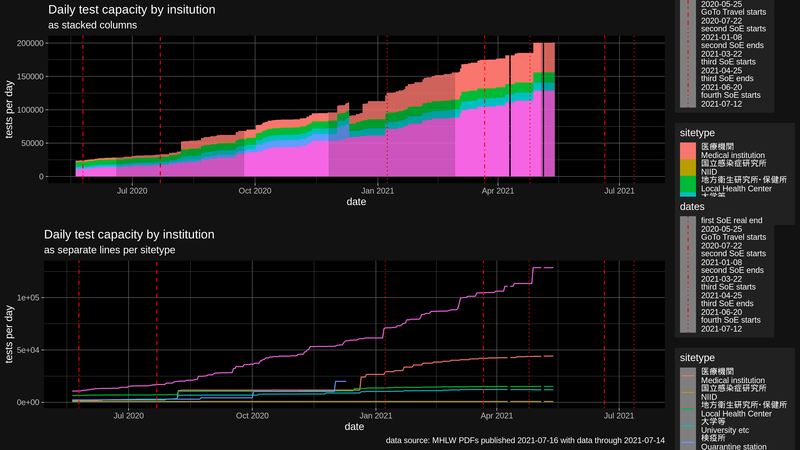 Daily test capacity by insitution
as stacked columns
tests per day
200000
150000
100000
50000
0
Jul 2020
Oct 2020
Jan 2021
Apr 2021
Jul 2021
date
2020-05-25
GoTo Travel starts
2020-07-22
second SoE starts
2021-01-08
second SoE ends
2021-03-22
third SoE starts
2021-04-25
third SoE ends
2021-06-20
fourth SoE starts
2021-07-12
sitetype
医療機関
Medical institution
国立感染症研究所
NIID
地方衛生研究所・保健所
Local Health Center
大学等
Daily test capacity by institution
as separate lines per sitetype
tests per day
1e+05
5e+04
0e+00
Jul 2020
Oct 2020
Jan 2021
Apr 2021
Jul 2021
date
dates
first SoE real end
2020-05-25
GoTo Travel starts
2020-07-22
second SoE starts
2021-01-08
second SoE ends
2021-03-22
third SoE starts
2021-04-25
third SoE ends
2021-06-20
fourth SoE starts
2021-07-12
sitetype
医療機関
Medical institution
国立感染症研究所
NIID
地方衛生研究所・保健所
Local Health Center
大学等
University etc
検疫所
Quarantine station
data source: MHLW PDFs published 2021-07-16 with data through 2021-07-14